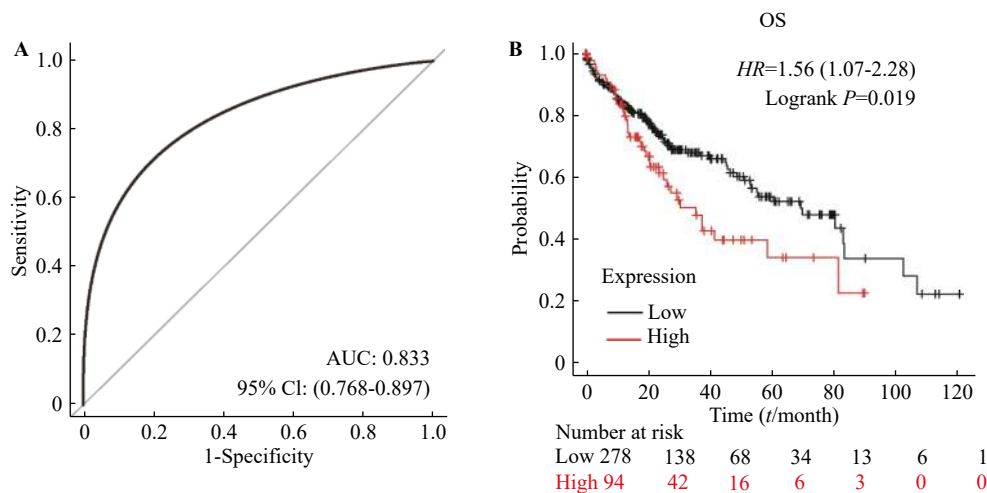 A
1.0
0.8
0.6
0.4
0.2
0
Sensitivity
AUC: 0.833
95% Cl: (0.768-0.897)
0 0.2 0.4 0.6 0.8 1.0
1-Specificity
OS
B
1.0
0.8
0.6
0.4
0.2
0
Probability
HR=1.56 (1.07-2.28)
Logrank P=0.019
Expression
Low
High
0 20 40 60 80 100 120
Time (t/month)
Number at risk
Low 278 138 68 34 13 6 1
High 94 42 16 6 3 0 0